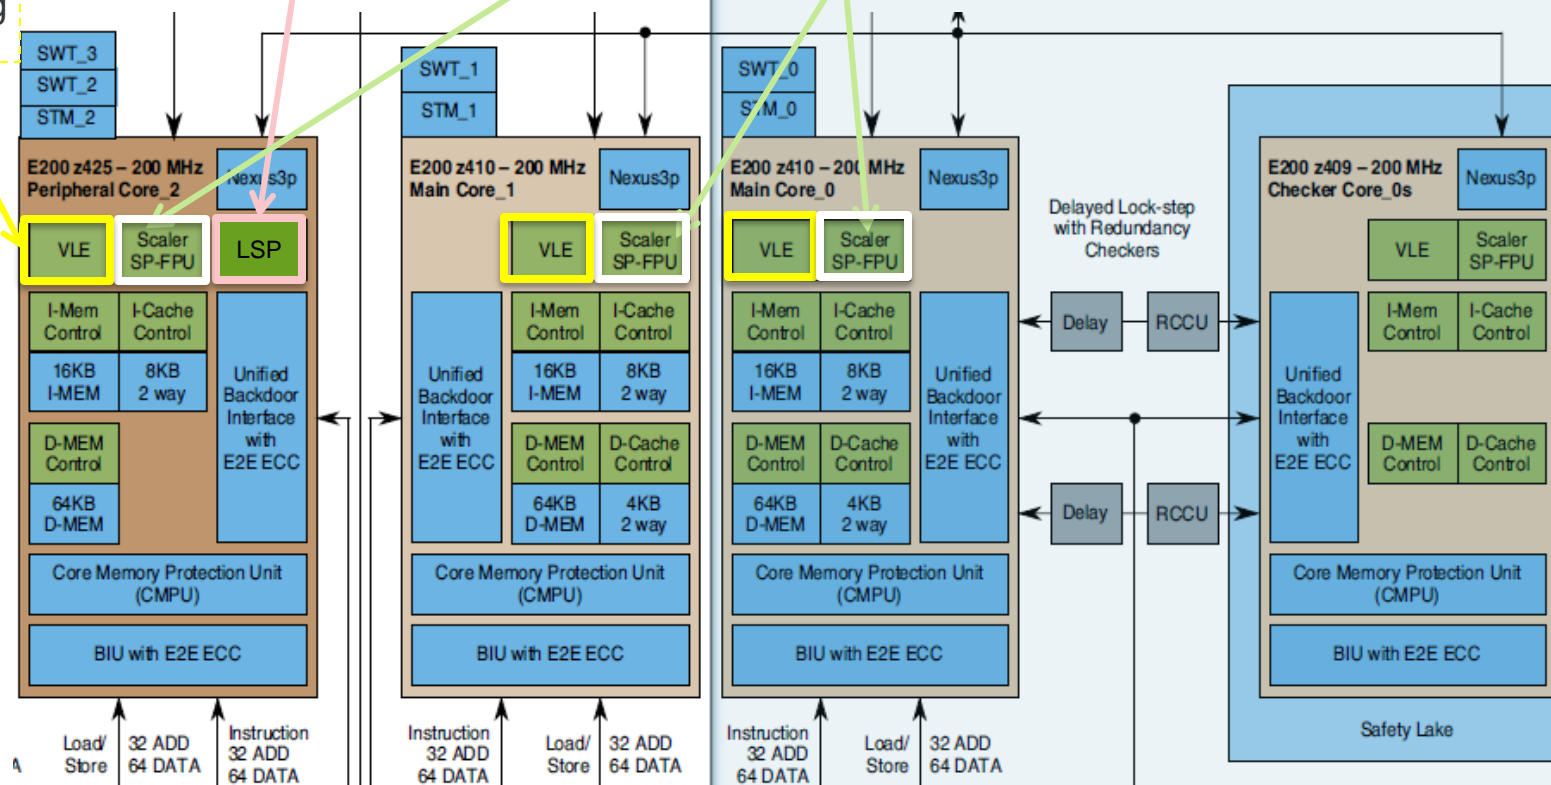 g
SWT_3
SWT_2
STM_2
E200 z425 – 200 MHz
Peripheral Core_2
Nexus3p
VLE
Scaler
SP-FPU
LSP
I-Mem
Control
I-Cache
Control
16KB
I-MEM
8KB
2 way
Unified
Backdoor
Interface
with
E2E ECC
D-MEM
Control
64KB
D-MEM
Core Memory Protection Unit
(CMPU)
BIU with E2E ECC
A
Load/
Store
32 ADD
64 DATA
Instruction
32 ADD
64 DATA
SWT_1
STM_1
E200 z410 – 200 MHz
Main Core_1
Nexus3p
VLE
Scaler
SP-FPU
Unified
Backdoor
Interface
with
E2E ECC
I-Mem
Control
I-Cache
Control
16KB
I-MEM
8KB
2 way
D-MEM
Control
D-Cache
Control
64KB
D-MEM
4KB
2 way
Core Memory Protection Unit
(CMPU)
BIU with E2E ECC
Instruction
32 ADD
64 DATA
Load/
Store
32 ADD
64 DATA
SWT_0
STM_0
E200 z410 – 200 MHz
Main Core_0
Nexus3p
VLE
Scaler
SP-FPU
I-Mem
Control
I-Cache
Control
16KB
I-MEM
8KB
2 way
Unified
Backdoor
Interface
with
E2E ECC
D-MEM
Control
D-Cache
Control
64KB
D-MEM
4KB
2 way
Core Memory Protection Unit
(CMPU)
BIU with E2E ECC
Instruction
32 ADD
64 DATA
Load/
Store
32 ADD
64 DATA
Delayed Lock-step
with Redundancy
Checkers
Delay
RCCU
Delay
RCCU
E200 z409 – 200 MHz
Checker Core_0s
Nexus3p
VLE
Scaler
SP-FPU
Unified
Backdoor
Interface
with
E2E ECC
I-Mem
Control
I-Cache
Control
D-MEM
Control
D-Cache
Control
Core Memory Protection Unit
(CMPU)
BIU with E2E ECC
Safety Lake